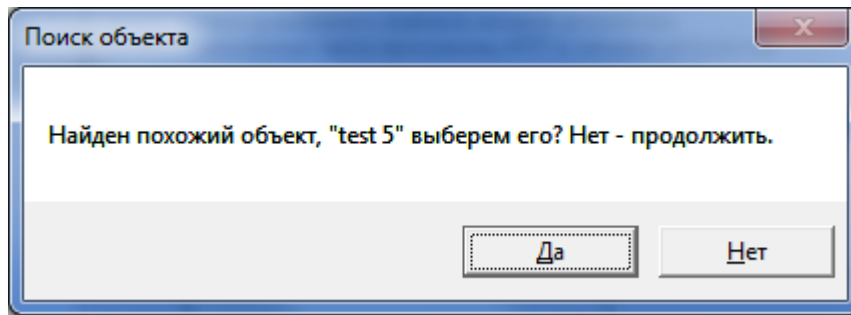 Поиск объекта
Найден похожий объект, "test 5" выберем его? Нет - продолжить.
Да
Нет